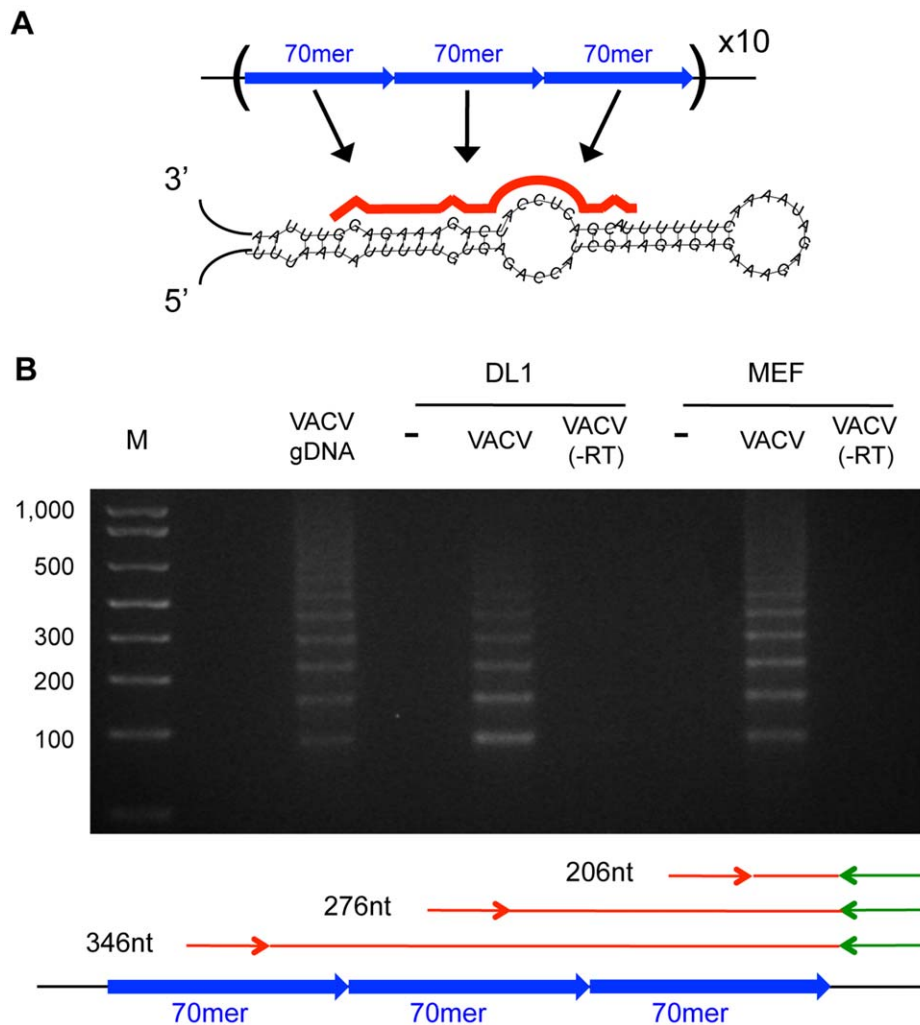 A
70mer 70mer 70mer x10
3'
5'
B
DL1 MEF
M VACV gDNA - VACV VACV (-RT) - VACV VACV (-RT)
1,000
500
300
200
100
206nt
276nt
346nt
70mer 70mer 70mer